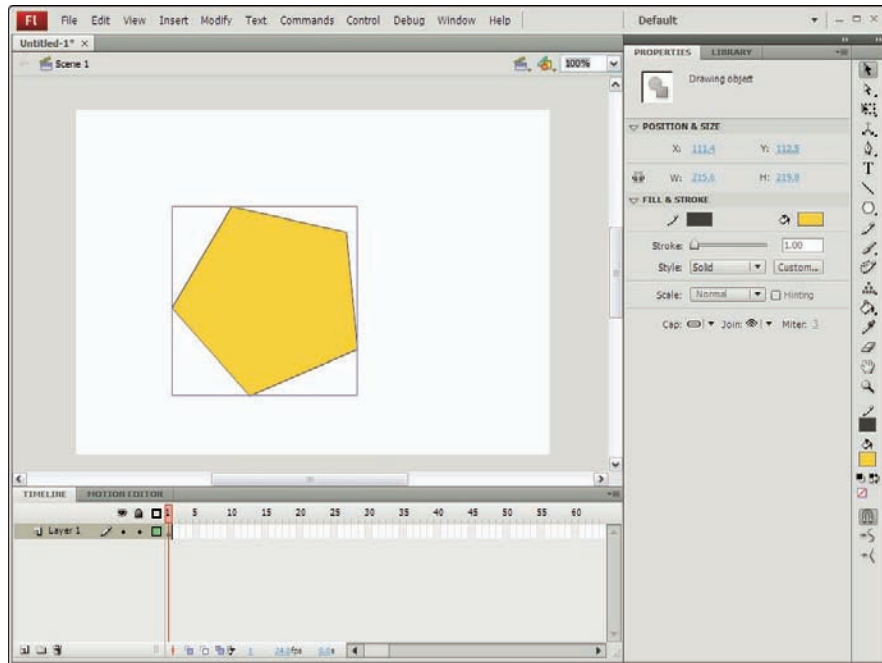 Fl File Edit View Insert Modify Text Commands Control Debug Window Help Default
Untitled-1*
Scene 1 100%
PROPERTIES LIBRARY
Drawing object
POSITION & SIZE
X: 111.4 Y: 112.5
W: 215.6 H: 219.8
FILL & STROKE
Stroke: 1.00
Style: Solid Custom...
Scale: Normal Hinting
Cap: Join: Miter: 3
T
TIMELINE MOTION EDITOR
1 5 10 15 20 25 30 35 40 45 50 55 60
Layer 1
1 24.0fps 0.0s